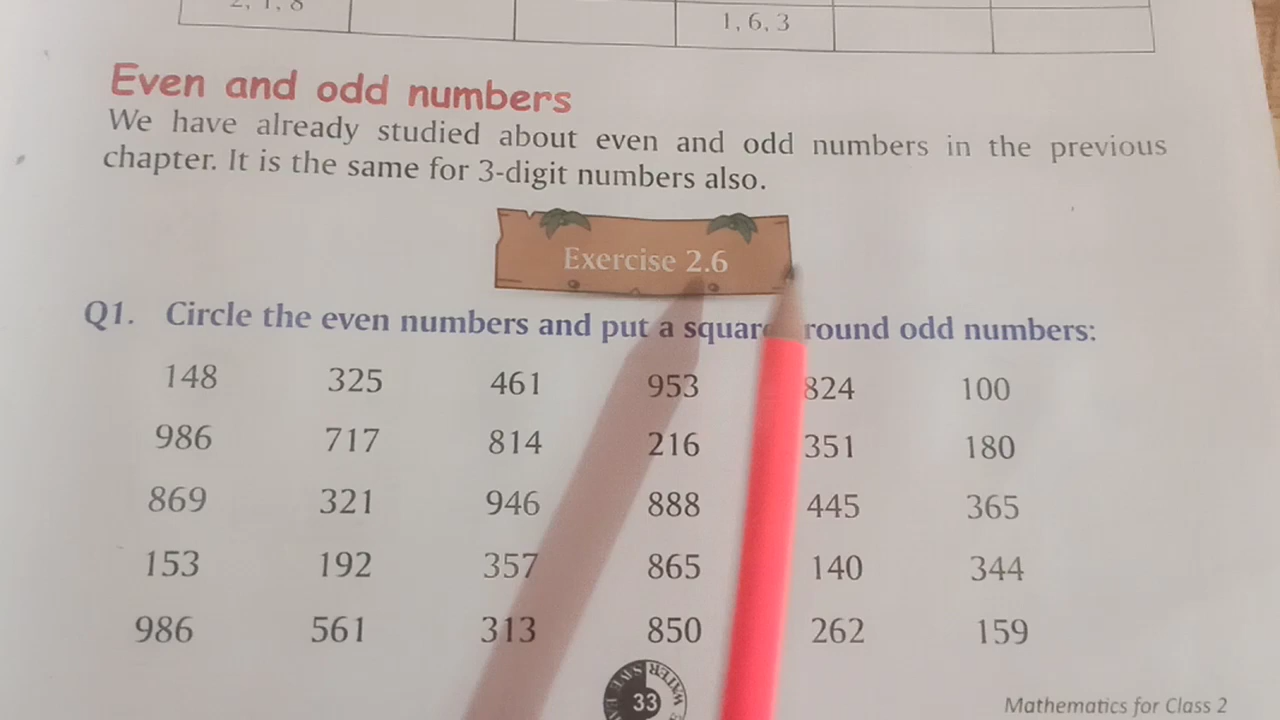 2, 1, 8
1, 6, 3
Even and odd numbers
We have already studied about even and odd numbers in the previous
chapter. It is the same for 3-digit numbers also.
Exercise 2.6
Q1. Circle the even numbers and put a square round odd numbers:
148 325 461 953 824 100
986 717 814 216 351 180
869 321 946 888 445 365
153 192 357 865 140 344
986 561 313 850 262 159
33
Mathematics for Class 2